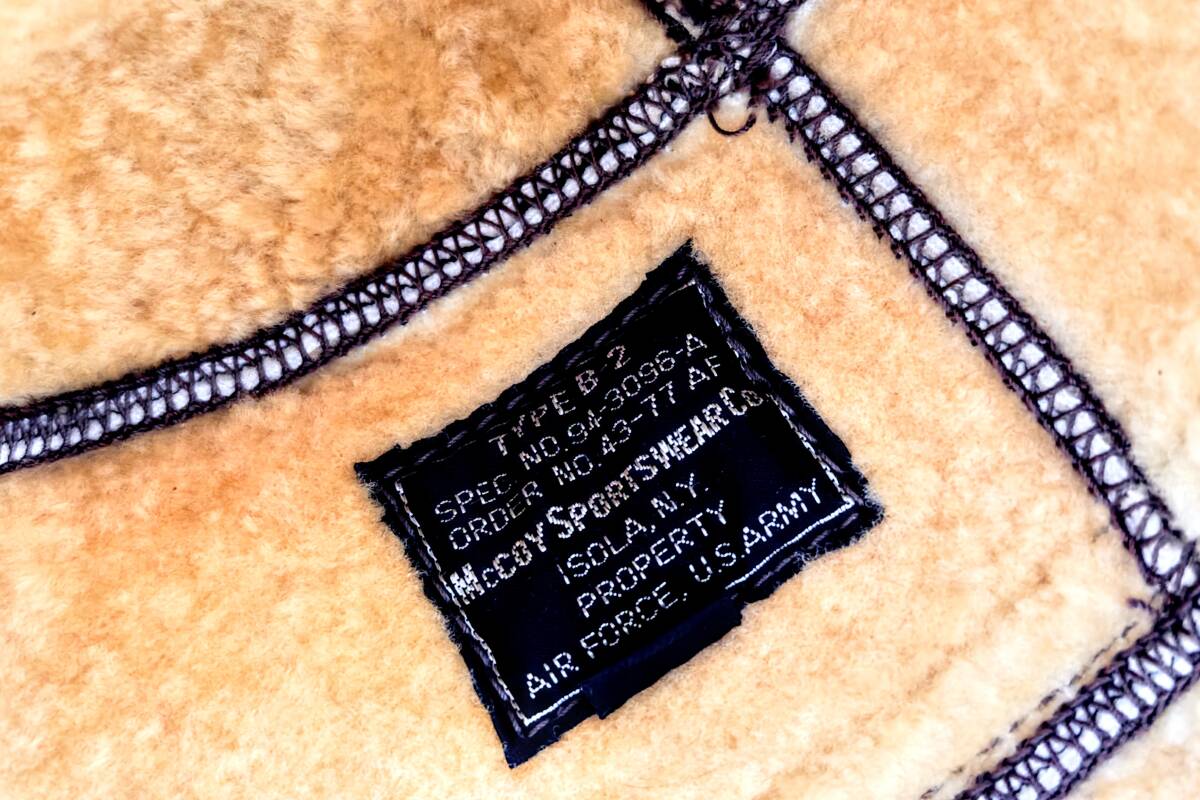 TYPE B-2
SPEC. NO.94-3096-A
ORDER NO.43-77 AF
McCOY SPORTSWEAR Co.
ISOLA, N.Y
PROPERTY
AIR FORCE, U.S.ARMY